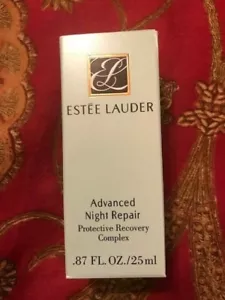 EL
ESTĒE LAUDER
Advanced
Night Repair
Protective Recovery
Complex
.87 FL.OZ./25ml